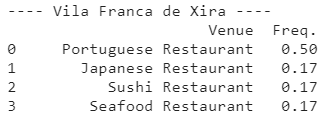 ---- Vila Franca de Xira ----
Venue Freq.
0 Portuguese Restaurant 0.50
1 Japanese Restaurant 0.17
2 Sushi Restaurant 0.17
3 Seafood Restaurant 0.17